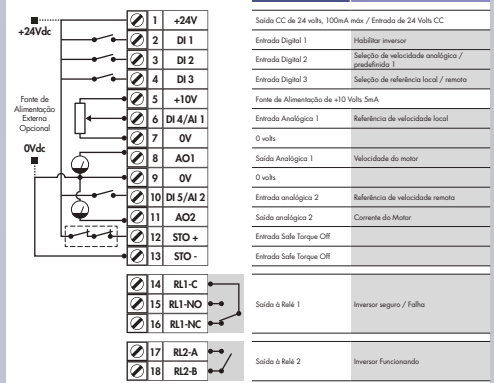 +24Vdc
Fonte de
Alimentação
Externa
Opcional
0Vdc
1 +24V Saída CC de 24 volts, 100mA máx / Entrada de 24 Volts CC
2 DI 1 Entrada Digital 1 Habilitar inversor
3 DI 2 Entrada Digital 2 Seleção de velocidade analógica /
predefinida 1
4 DI 3 Entrada Digital 3 Seleção de referência local / remota
5 +10V Fonte de Alimentação de +10 Volts 5mA
6 DI 4/AI 1 Entrada Analógica 1 Referência de velocidade local
7 0V 0 volts
8 AO1 Saída Analógica 1 Velocidade do motor
9 0V 0 volts
10 DI 5/AI 2 Entrada analógica 2 Referência de velocidade remota
11 AO2 Saída analógica 2 Corrente do Motor
12 STO + Entrada Safe Torque Off
13 STO - Entrada Safe Torque Off
14 RL1-C
15 RL1-NO Saída à Relé 1 Inversor seguro / Falha
16 RL1-NC
17 RL2-A
Saída à Relé 2 Inversor Funcionando
18 RL2-B